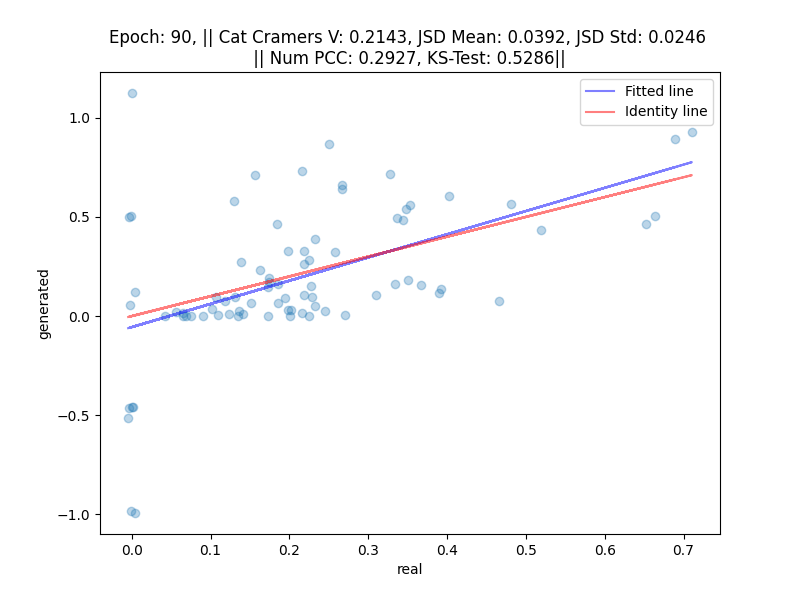 Epoch: 90, || Cat Cramers V: 0.2143, JSD Mean: 0.0392, JSD Std: 0.0246
|| Num PCC: 0.2927, KS-Test: 0.5286||
Fitted line
Identity line
1.0
0.5
0.0
−0.5
−1.0
generated
0.0 0.1 0.2 0.3 0.4 0.5 0.6 0.7
real